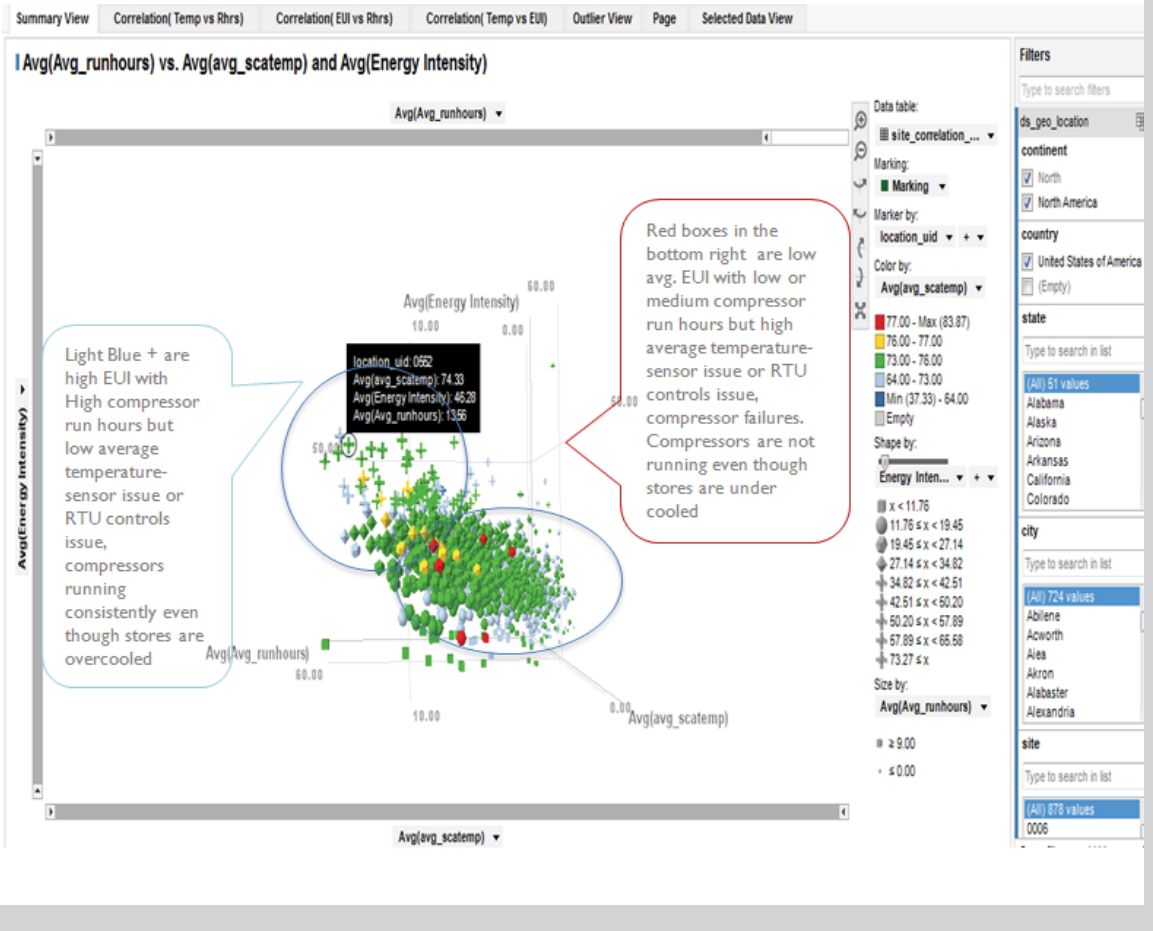 Summary View Correlation( Temp vs Rhrs) Correlation( EUI vs Rhrs) Correlation( Temp vs EUI) Outlier View Page Selected Data View
Avg(Avg_runhours) vs. Avg(avg_scatemp) and Avg(Energy Intensity)
Avg(Avg_runhours)
Avg(Energy Intensity)
Light Blue + are
high EUI with
High compressor
run hours but
low average
temperature-
sensor issue or
RTU controls
issue,
compressors
running
consistently even
though stores are
overcooled
60.00
Avg(Energy Intensity)
10.00
0.00
location_uid: 0552
Avg(avg_scatemp): 74.33
Avg(Energy Intensity): 46.28
Avg(Avg_runhours): 13.56
Red boxes in the
bottom right are low
avg. EUI with low or
medium compressor
run hours but high
average temperature-
sensor issue or RTU
controls issue,
compressor failures.
Compressors are not
running even though
stores are under
cooled
Avg(Avg_runhours)
60.00
10.00
0.00
Avg(avg_scatemp)
Avg(avg_scatemp)
Data table:
site_correlation_...
Marking:
Marking
Marker by:
location_uid +
Color by:
Avg(avg_scatemp)
77.00 - Max (83.87)
76.00 - 77.00
73.00 - 76.00
64.00 - 73.00
Min (37.33) - 64.00
Empty
Shape by:
Energy Inten... +
x < 11.76
11.76 ≤ x < 19.45
19.45 ≤ x < 27.14
27.14 ≤ x < 34.82
34.82 ≤ x < 42.51
42.51 ≤ x < 50.20
50.20 ≤ x < 57.89
57.89 ≤ x < 65.58
73.27 ≤ x
Size by:
Avg(Avg_runhours)
≥ 9.00
≤ 0.00
Filters
Type to search filters
ds_geo_location
continent
North
North America
country
United States of America
(Empty)
state
Type to search in list
(All) 51 values
Alabama
Alaska
Arizona
Arkansas
California
Colorado
city
Type to search in list
(All) 724 values
Abilene
Acworth
Aiea
Akron
Alabaster
Alexandria
site
Type to search in list
(All) 878 values
0006